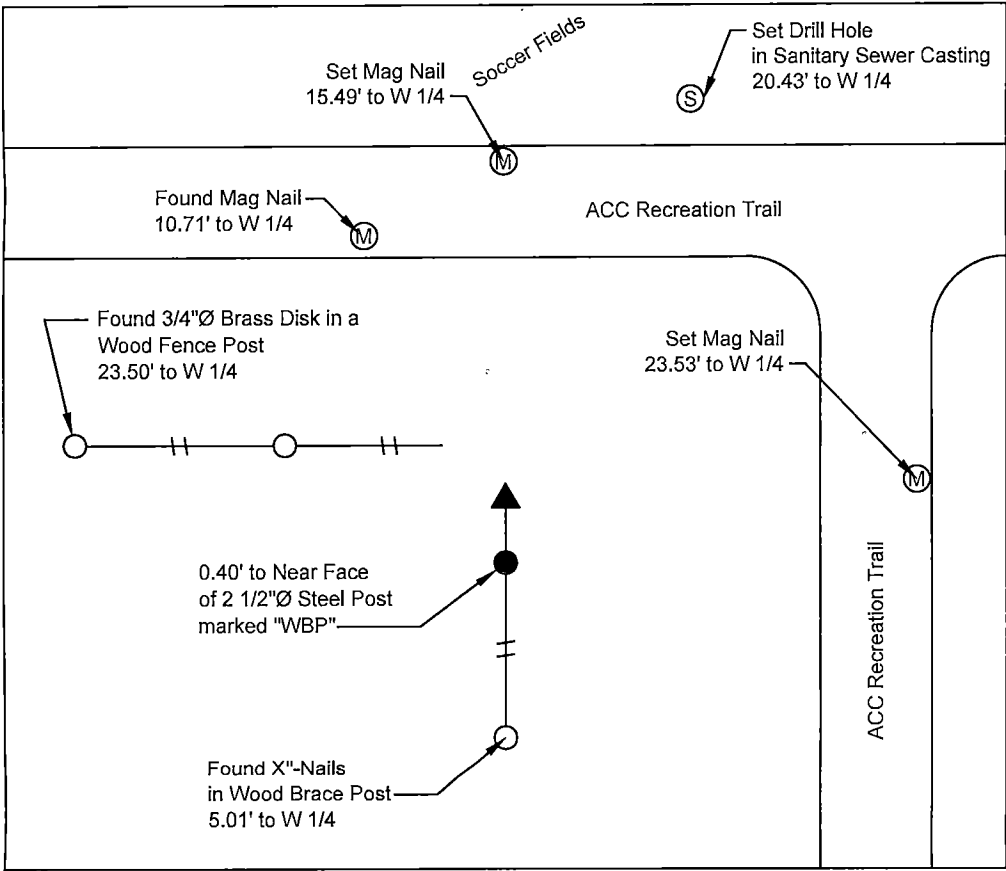 Soccer Fields
Set Drill Hole
in Sanitary Sewer Casting
20.43' to W 1/4
S
Set Mag Nail
15.49' to W 1/4
M
Found Mag Nail
10.71' to W 1/4
M
ACC Recreation Trail
Found 3/4"Ø Brass Disk in a
Wood Fence Post
23.50' to W 1/4
Set Mag Nail
23.53' to W 1/4
M
0.40' to Near Face
of 2 1/2"Ø Steel Post
marked "WBP"
ACC Recreation Trail
Found X"-Nails
in Wood Brace Post
5.01' to W 1/4